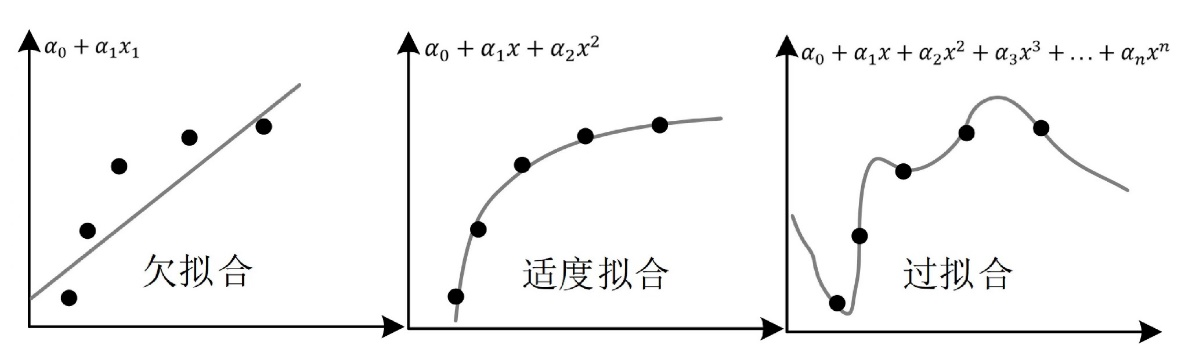 α₀ + α₁x₁
欠拟合
α₀ + α₁x + α₂x²
适度拟合
α₀ + α₁x + α₂x² + α₃x³ + … + αₙxⁿ
过拟合